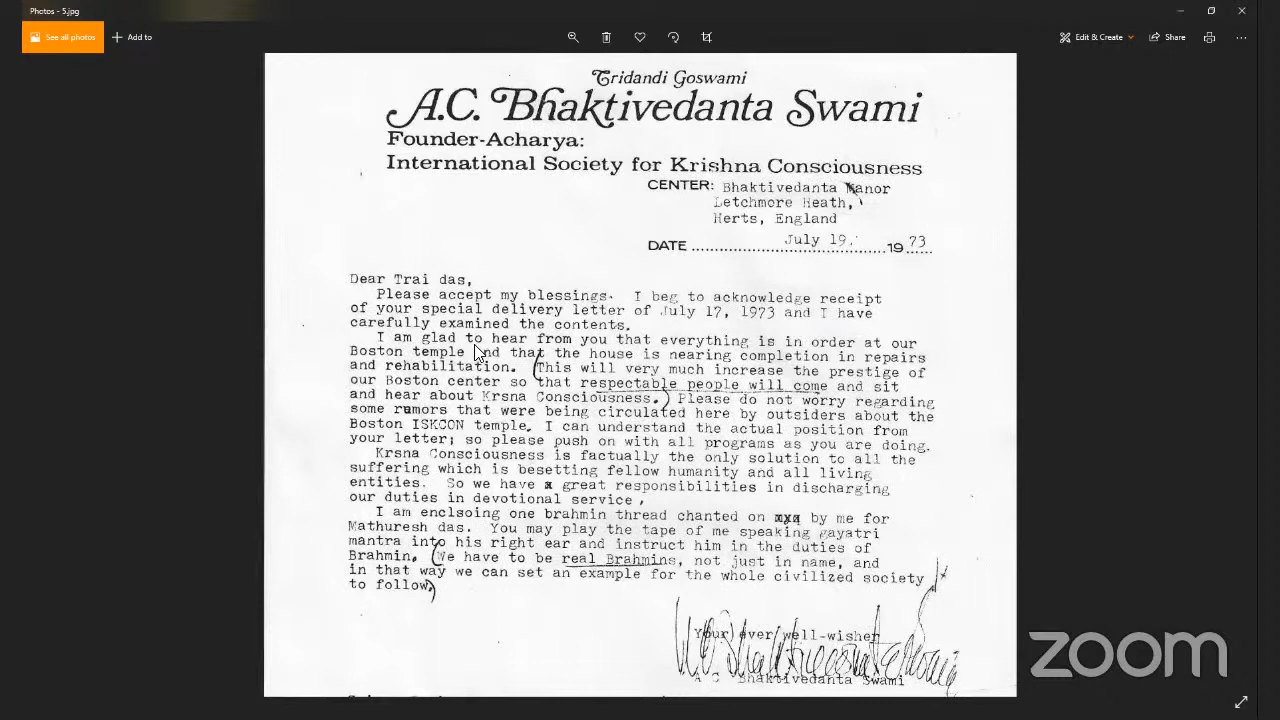 Photos - 5.jpg
See all photos
Add to
Edit & Create
Share
Tridandi Goswami
A.C. Bhaktivedanta Swami
Founder-Acharya:
International Society for Krishna Consciousness
CENTER: Bhaktivedanta Manor
Letchmore Heath,
Herts, England
DATE July 19, 1973
Dear Trai das,
Please accept my blessings. I beg to acknowledge receipt
of your special delivery letter of July 17, 1973 and I have
carefully examined the contents.
I am glad to hear from you that everything is in order at our
Boston temple and that the house is nearing completion in repairs
and rehabilitation. (This will very much increase the prestige of
our Boston center so that respectable people will come and sit
and hear about Krsna Consciousness.) Please do not worry regarding
some rumors that were being circulated here by outsiders about the
Boston ISKCON temple. I can understand the actual position from
your letter; so please push on with all programs as you are doing.
Krsna Consciousness is factually the only solution to all the
suffering which is besetting fellow humanity and all living
entities. So we have a great responsibilities in discharging
our duties in devotional service,
I am enclsoing one brahmin thread chanted on by me for
Mathuresh das. You may play the tape of me speaking gayatri
mantra into his right ear and instruct him in the duties of
Brahmin. (We have to be real Brahmins, not just in name, and
in that way we can set an example for the whole civilized society
to follow.)
Your ever well-wisher
A C Bhaktivedanta Swami
zoom